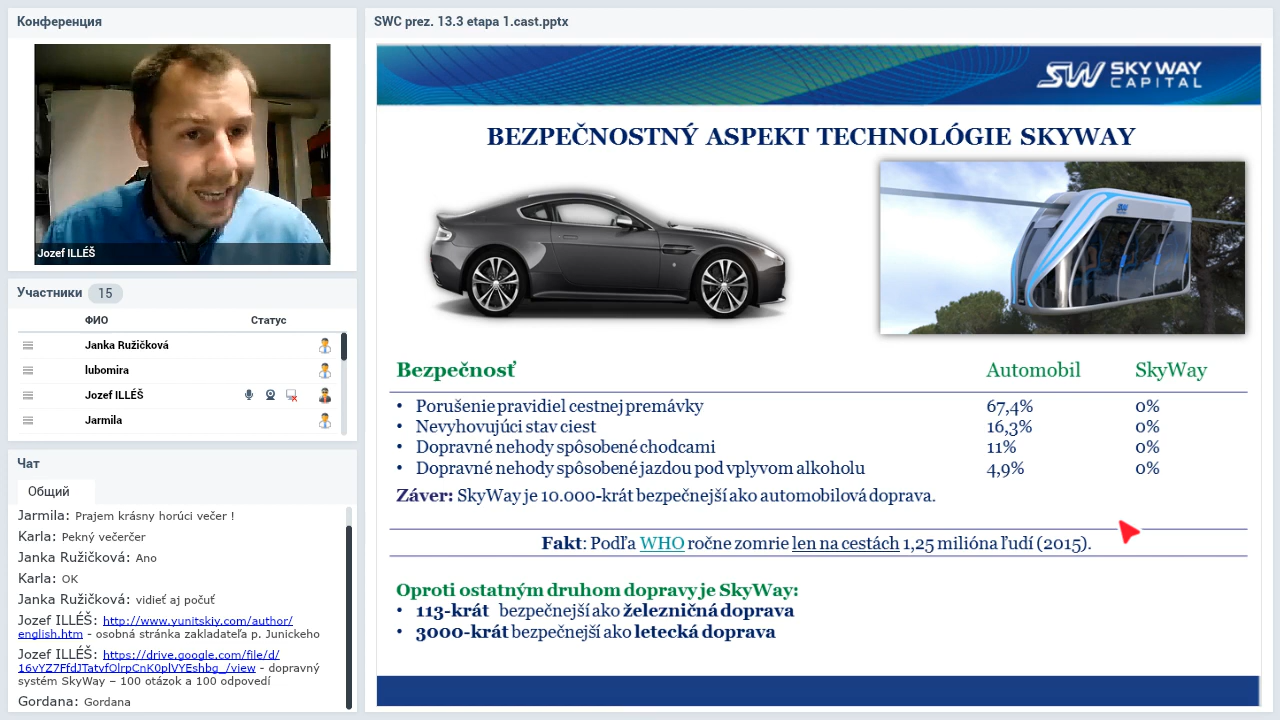 Конференция
Jozef ILLÉŠ
Участники 15
ФИО Статус
Janka Ružičková
lubomira
Jozef ILLÉŠ
Jarmila
Чат
Общий
Jarmila: Prajem krásny horúci večer !
Karla: Pekný večerčer
Janka Ružičková: Ano
Karla: OK
Janka Ružičková: vidieť aj počuť
Jozef ILLÉŠ: http://www.yunitskiy.com/author/
english.htm - osobná stránka zakladateľa p. Junickeho
Jozef ILLÉŠ: https://drive.google.com/file/d/
16vYZ7FfdJTatvfOlrpCnK0plVYEshbg_/view - dopravný
systém SkyWay – 100 otázok a 100 odpovedí
Gordana: Gordana
SWC prez. 13.3 etapa 1.cast.pptx
SW SKY WAY
CAPITAL
BEZPEČNOSTNÝ ASPEKT TECHNOLÓGIE SKYWAY
Bezpečnosť Automobil SkyWay
• Porušenie pravidiel cestnej premávky 67,4% 0%
• Nevyhovujúci stav ciest 16,3% 0%
• Dopravné nehody spôsobené chodcami 11% 0%
• Dopravné nehody spôsobené jazdou pod vplyvom alkoholu 4,9% 0%
Záver: SkyWay je 10.000-krát bezpečnejší ako automobilová doprava.
Fakt: Podľa WHO ročne zomrie len na cestách 1,25 milióna ľudí (2015).
Oproti ostatným druhom dopravy je SkyWay:
• 113-krát bezpečnejší ako železničná doprava
• 3000-krát bezpečnejší ako letecká doprava